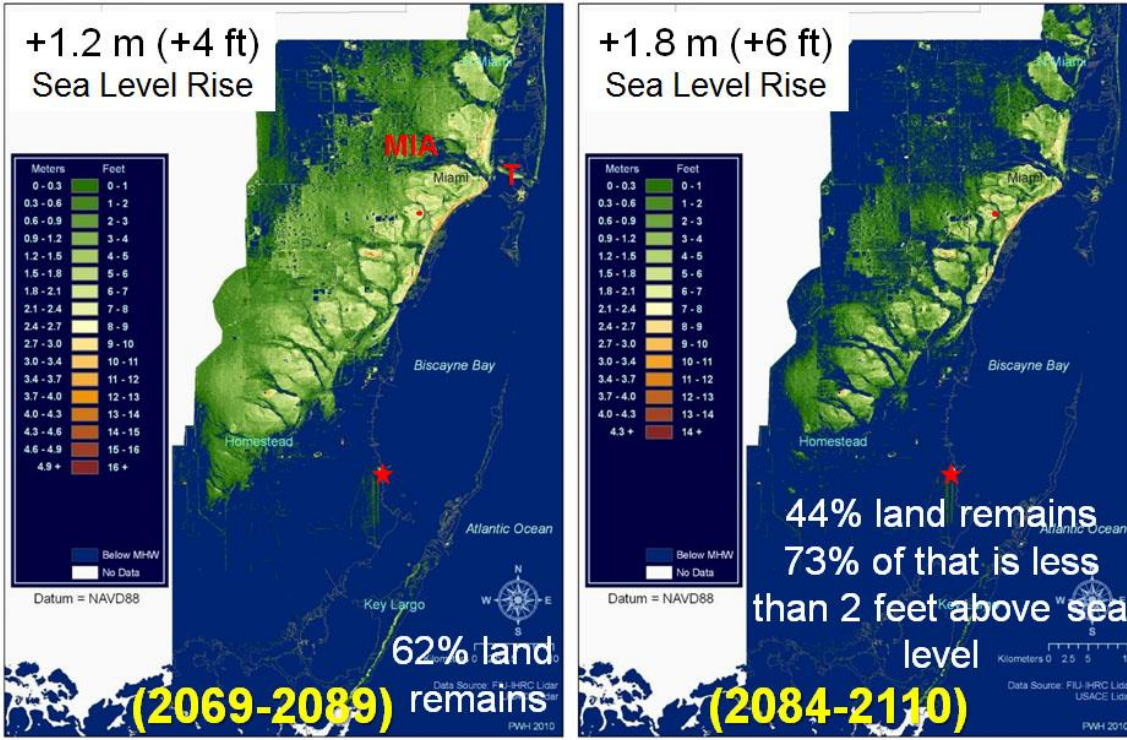 +1.2 m (+4 ft)
Sea Level Rise
N Miami
MIA
T
Miami
Meters Feet
0 - 0.3 0 - 1
0.3 - 0.6 1 - 2
0.6 - 0.9 2 - 3
0.9 - 1.2 3 - 4
1.2 - 1.5 4 - 5
1.5 - 1.8 5 - 6
1.8 - 2.1 6 - 7
2.1 - 2.4 7 - 8
2.4 - 2.7 8 - 9
2.7 - 3.0 9 - 10
3.0 - 3.4 10 - 11
3.4 - 3.7 11 - 12
3.7 - 4.0 12 - 13
4.0 - 4.3 13 - 14
4.3 - 4.6 14 - 15
4.6 - 4.9 15 - 16
4.9 + 16 +
Below MHW
No Data
Datum = NAVD88
Biscayne Bay
Homestead
Atlantic Ocean
Key Largo
N
W E
S
62% land
remains
Data Source: FIU-IHRC Lidar
PWH 2010
(2069-2089)
+1.8 m (+6 ft)
Sea Level Rise
N Miami
Miami
Meters Feet
0 - 0.3 0 - 1
0.3 - 0.6 1 - 2
0.6 - 0.9 2 - 3
0.9 - 1.2 3 - 4
1.2 - 1.5 4 - 5
1.5 - 1.8 5 - 6
1.8 - 2.1 6 - 7
2.1 - 2.4 7 - 8
2.4 - 2.7 8 - 9
2.7 - 3.0 9 - 10
3.0 - 3.4 10 - 11
3.4 - 3.7 11 - 12
3.7 - 4.0 12 - 13
4.0 - 4.3 13 - 14
4.3 + 14 +
Below MHW
No Data
Datum = NAVD88
Biscayne Bay
Homestead
Atlantic Ocean
44% land remains
73% of that is less
than 2 feet above sea
level
Key Largo
N
W E
S
Kilometers 0 2.5 5
Data Source: FIU-IHRC Lidar
USACE Lidar
PWH 2010
(2084-2110)